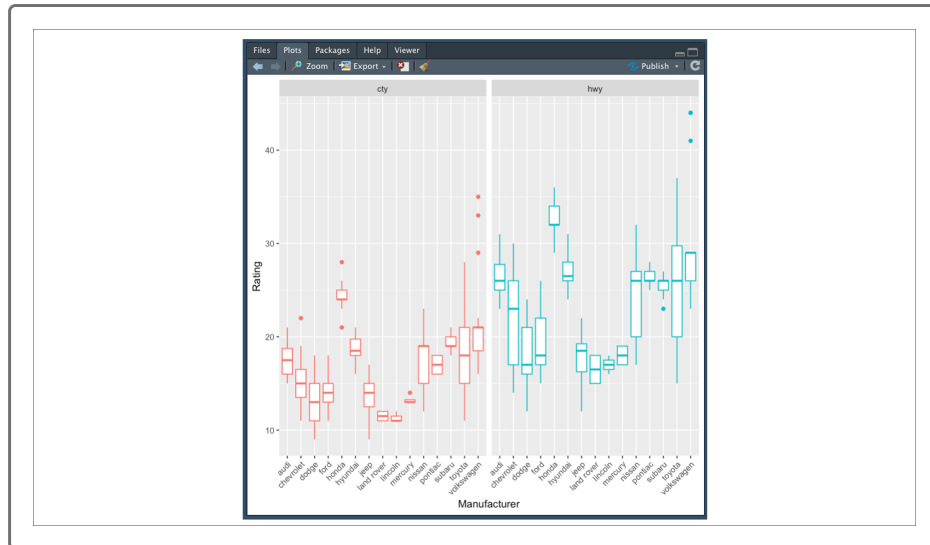 Files Plots Packages Help Viewer
Zoom Export Publish
cty hwy
40
30
Rating
20
10
audi chevrolet dodge ford honda hyundai jeep land rover lincoln mercury nissan pontiac subaru toyota volkswagen audi chevrolet dodge ford honda hyundai jeep land rover lincoln mercury nissan pontiac subaru toyota volkswagen
Manufacturer